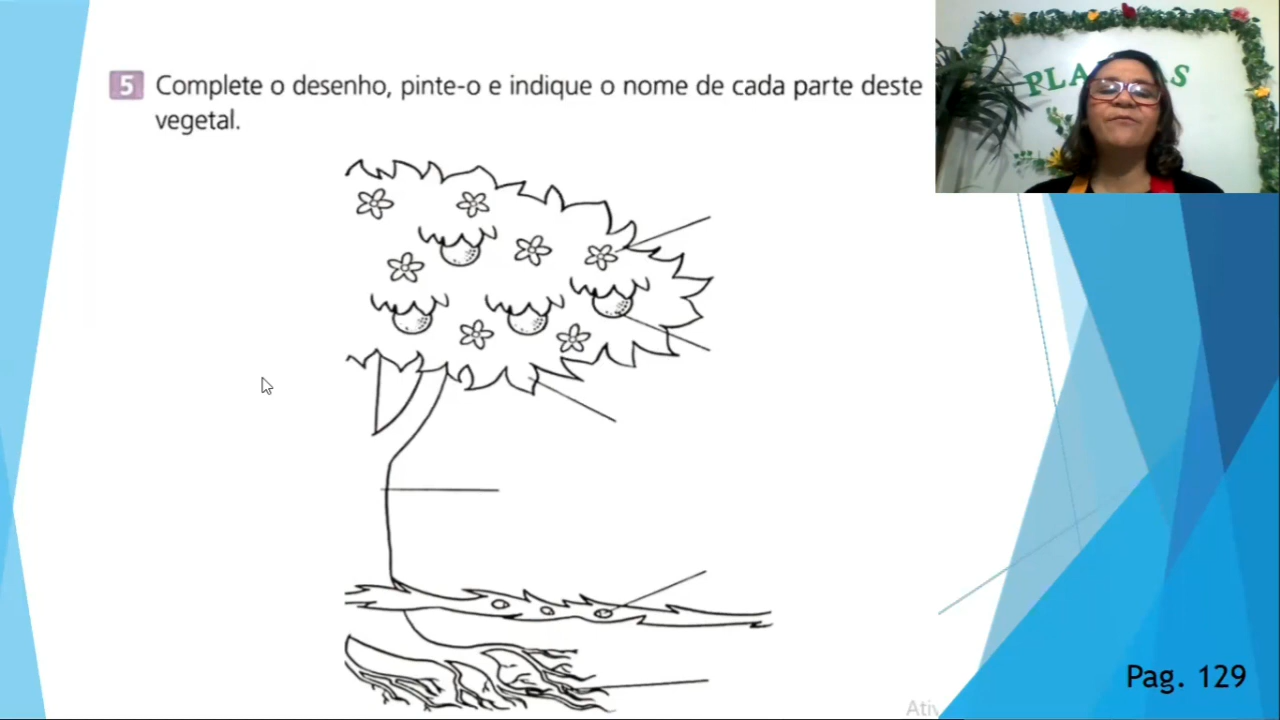 5 Complete o desenho, pinte-o e indique o nome de cada parte deste
vegetal.
Pag. 129